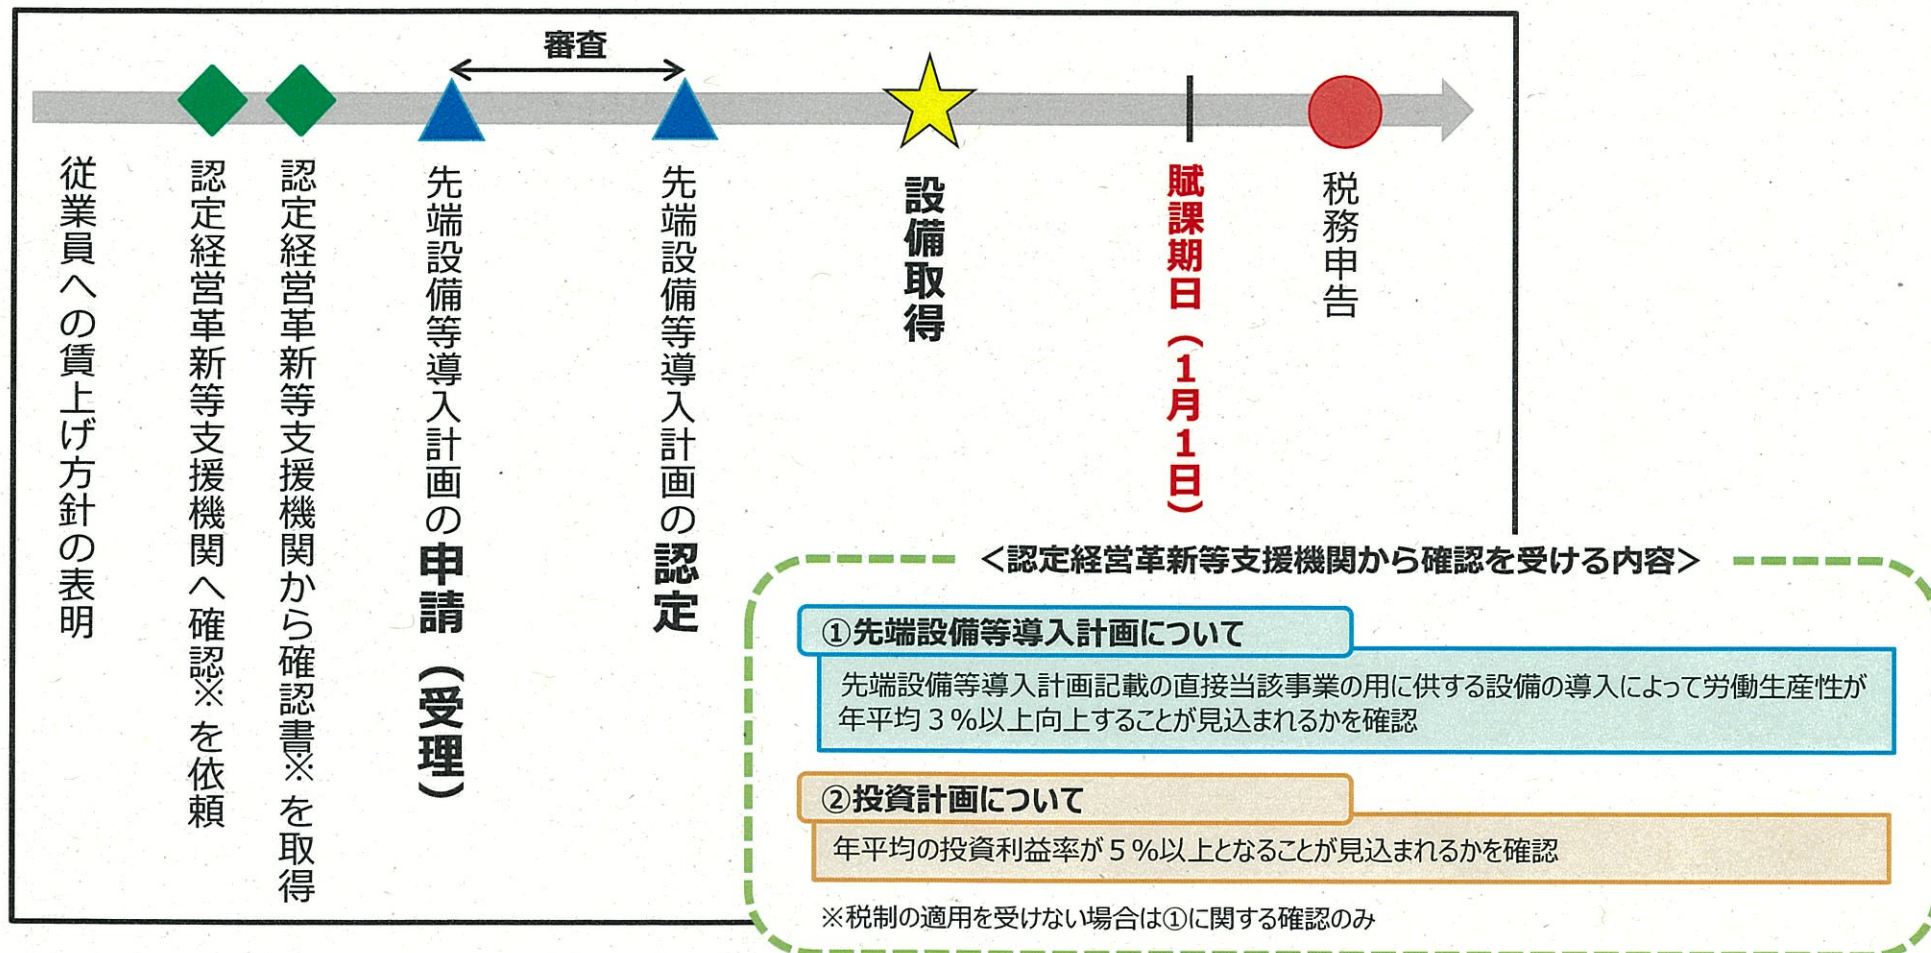 審査
従業員への賃上げ方針の表明
認定経営革新等支援機関へ確認※を依頼
認定経営革新等支援機関から確認書※を取得
先端設備等導入計画の申請（受理）
先端設備等導入計画の認定
設備取得
賦課期日（1月1日）
税務申告
＜認定経営革新等支援機関から確認を受ける内容＞
①先端設備等導入計画について
先端設備等導入計画記載の直接当該事業の用に供する設備の導入によって労働生産性が
年平均３％以上向上することが見込まれるかを確認
②投資計画について
年平均の投資利益率が５％以上となることが見込まれるかを確認
※税制の適用を受けない場合は①に関する確認のみ